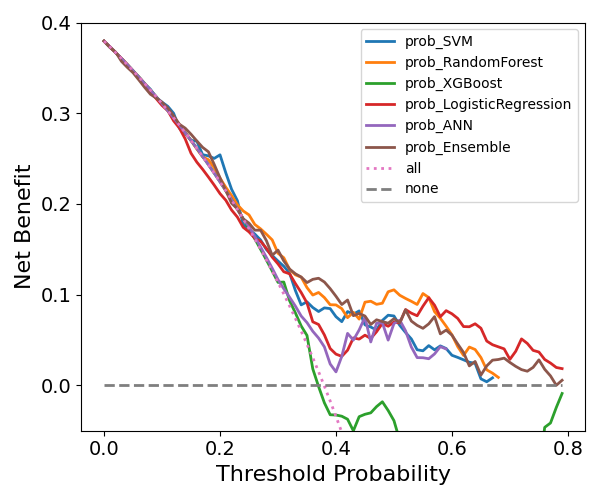 0.4
0.3
0.2
0.1
0.0
Net Benefit
prob_SVM
prob_RandomForest
prob_XGBoost
prob_LogisticRegression
prob_ANN
prob_Ensemble
all
none
0.0 0.2 0.4 0.6 0.8
Threshold Probability